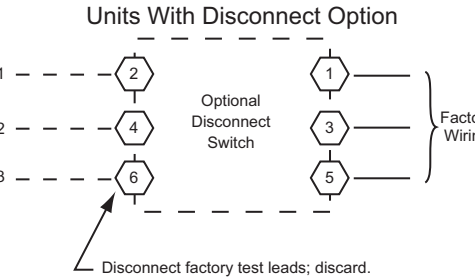 Units With Disconnect Option
2
1
Optional
Disconnect
Switch
4
3
6
5
Disconnect factory test leads; discard.